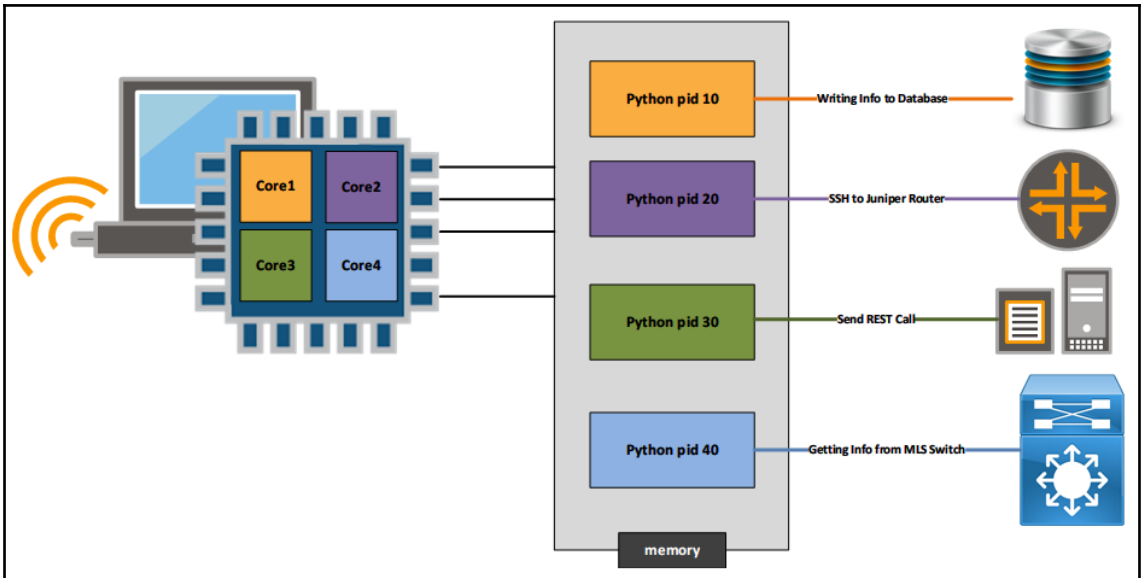 Core1
Core2
Core3
Core4
Python pid 10
Writing Info to Database
Python pid 20
SSH to Juniper Router
Python pid 30
Send REST Call
Python pid 40
Getting Info from MLS Switch
memory